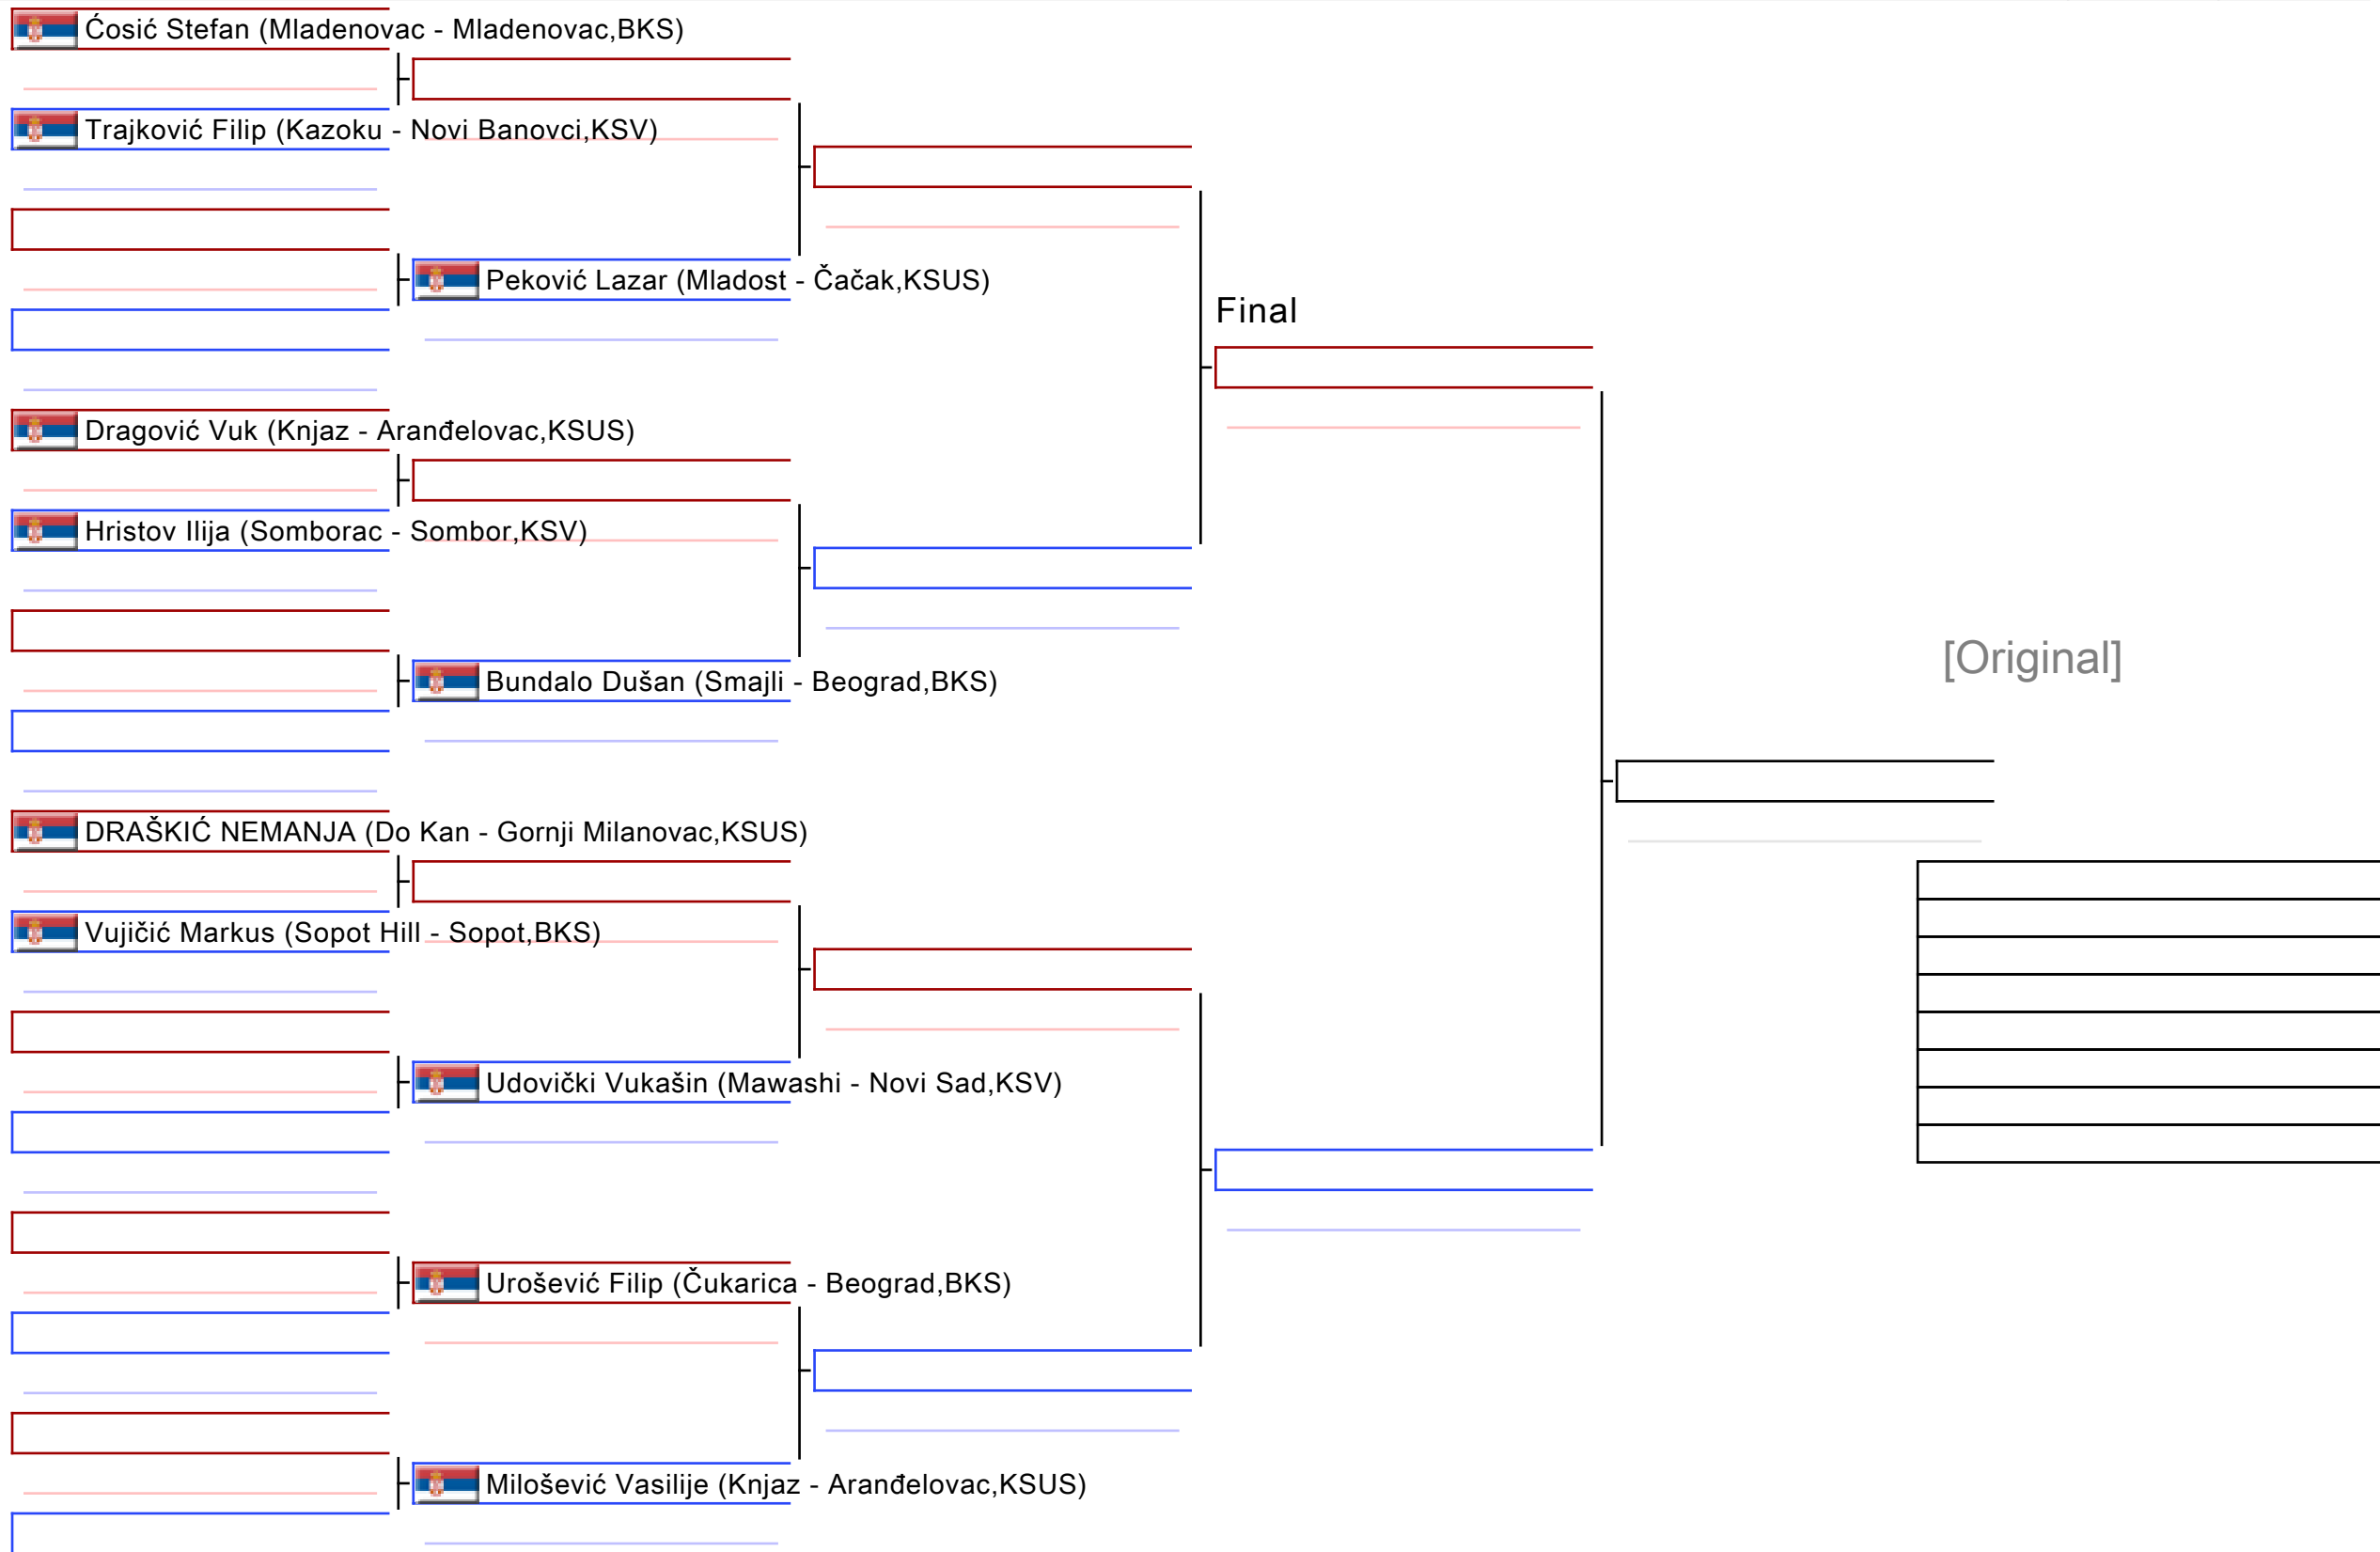 Ćosić Stefan (Mladenovac - Mladenovac,BKS)
Trajković Filip (Kazoku - Novi Banovci,KSV)
Peković Lazar (Mladost - Čačak,KSUS)
Final
Dragović Vuk (Knjaz - Aranđelovac,KSUS)
Hristov Ilija (Somborac - Sombor,KSV)
[Original]
Bundalo Dušan (Smajli - Beograd,BKS)
DRAŠKIĆ NEMANJA (Do Kan - Gornji Milanovac,KSUS)
Vujičić Markus (Sopot Hill - Sopot,BKS)
Udovički Vukašin (Mawashi - Novi Sad,KSV)
Urošević Filip (Čukarica - Beograd,BKS)
Milošević Vasilije (Knjaz - Aranđelovac,KSUS)